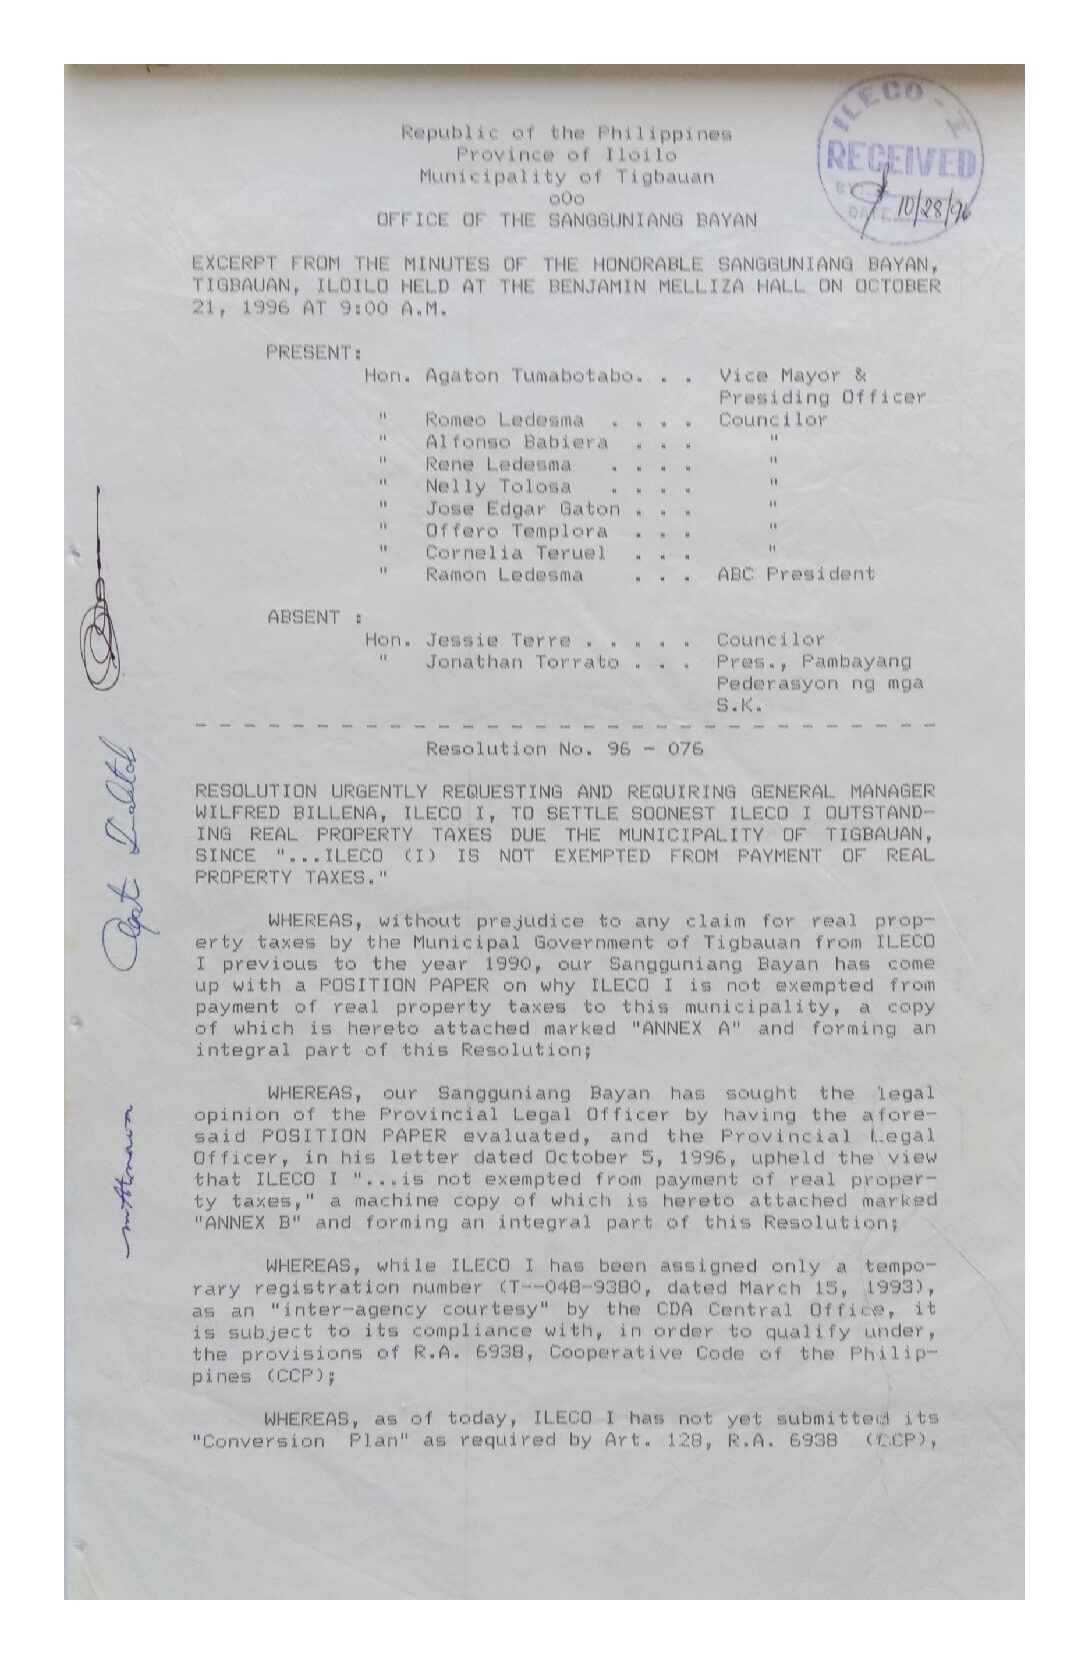 ILECO - I
RECEIVED
BY
DATE 10/28/96
Republic of the Philippines
Province of Iloilo
Municipality of Tigbauan
oOo
OFFICE OF THE SANGGUNIANG BAYAN
EXCERPT FROM THE MINUTES OF THE HONORABLE SANGGUNIANG BAYAN,
TIGBAUAN, ILOILO HELD AT THE BENJAMIN MELLIZA HALL ON OCTOBER
21, 1996 AT 9:00 A.M.
PRESENT:
Hon. Agaton Tumabotabo. . . Vice Mayor &
Presiding Officer
" Romeo Ledesma . . . . Councilor
" Alfonso Babiera . . . "
" Rene Ledesma . . . . "
" Nelly Tolosa . . . . "
" Jose Edgar Gaton . . . "
" Offero Templora . . . "
" Cornelia Teruel . . . "
" Ramon Ledesma . . . ABC President
ABSENT :
Hon. Jessie Terre . . . . . Councilor
" Jonathan Torrato . . . Pres., Pambayang
Pederasyon ng mga
S.K.
- - - - - - - - - - - - - - - - - - - - - - - - - - - - - - -
Resolution No. 96 - 076
RESOLUTION URGENTLY REQUESTING AND REQUIRING GENERAL MANAGER
WILFRED BILLENA, ILECO I, TO SETTLE SOONEST ILECO I OUTSTAND-
ING REAL PROPERTY TAXES DUE THE MUNICIPALITY OF TIGBAUAN,
SINCE "...ILECO (I) IS NOT EXEMPTED FROM PAYMENT OF REAL
PROPERTY TAXES."
WHEREAS, without prejudice to any claim for real prop-
erty taxes by the Municipal Government of Tigbauan from ILECO
I previous to the year 1990, our Sangguniang Bayan has come
up with a POSITION PAPER on why ILECO I is not exempted from
payment of real property taxes to this municipality, a copy
of which is hereto attached marked "ANNEX A" and forming an
integral part of this Resolution;
WHEREAS, our Sangguniang Bayan has sought the legal
opinion of the Provincial Legal Officer by having the afore-
said POSITION PAPER evaluated, and the Provincial Legal
Officer, in his letter dated October 5, 1996, upheld the view
that ILECO I "...is not exempted from payment of real proper-
ty taxes," a machine copy of which is hereto attached marked
"ANNEX B" and forming an integral part of this Resolution;
WHEREAS, while ILECO I has been assigned only a tempo-
rary registration number (T--048-9380, dated March 15, 1993),
as an "inter-agency courtesy" by the CDA Central Office, it
is subject to its compliance with, in order to qualify under,
the provisions of R.A. 6938, Cooperative Code of the Philip-
pines (CCP);
WHEREAS, as of today, ILECO I has not yet submitted its
"Conversion Plan" as required by Art. 128, R.A. 6938 (CCP),